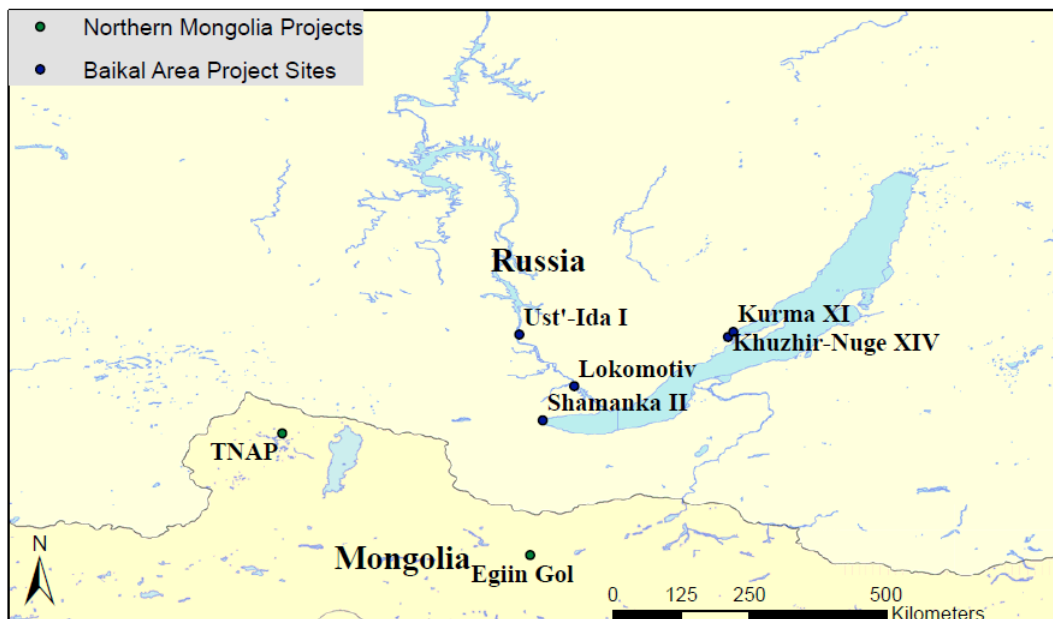 Northern Mongolia Projects
Baikal Area Project Sites
Russia
Ust'-Ida I
Kurma XI
Khuzhir-Nuge XIV
Lokomotiv
Shamanka II
TNAP
Mongolia
Egiin Gol
N
0 125 250 500
Kilometers